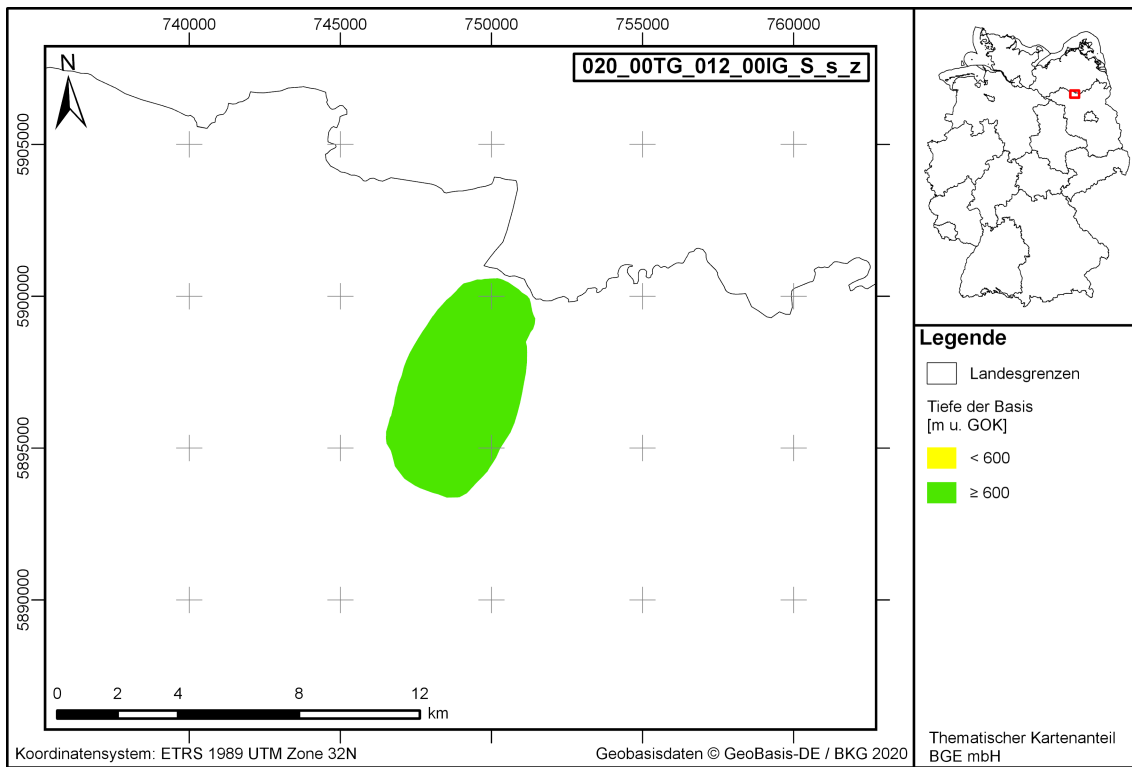 740000 745000 750000 755000 760000
020_00TG_012_00IG_S_s_z
N
5905000
5900000
5895000
5890000
0 2 4 8 12
km
Koordinatensystem: ETRS 1989 UTM Zone 32N
Geobasisdaten © GeoBasis-DE / BKG 2020
Legende
Landesgrenzen
Tiefe der Basis
[m u. GOK]
< 600
≥ 600
Thematischer Kartenanteil
BGE mbH